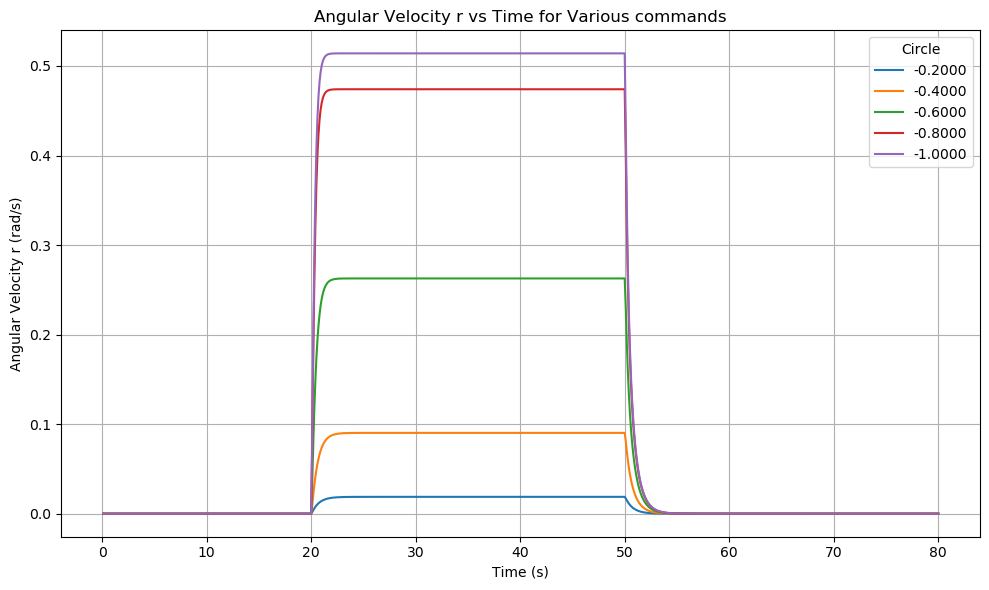 Angular Velocity r vs Time for Various commands
Circle
-0.2000
-0.4000
-0.6000
-0.8000
-1.0000
Angular Velocity r (rad/s)
0.5
0.4
0.3
0.2
0.1
0.0
0 10 20 30 40 50 60 70 80
Time (s)